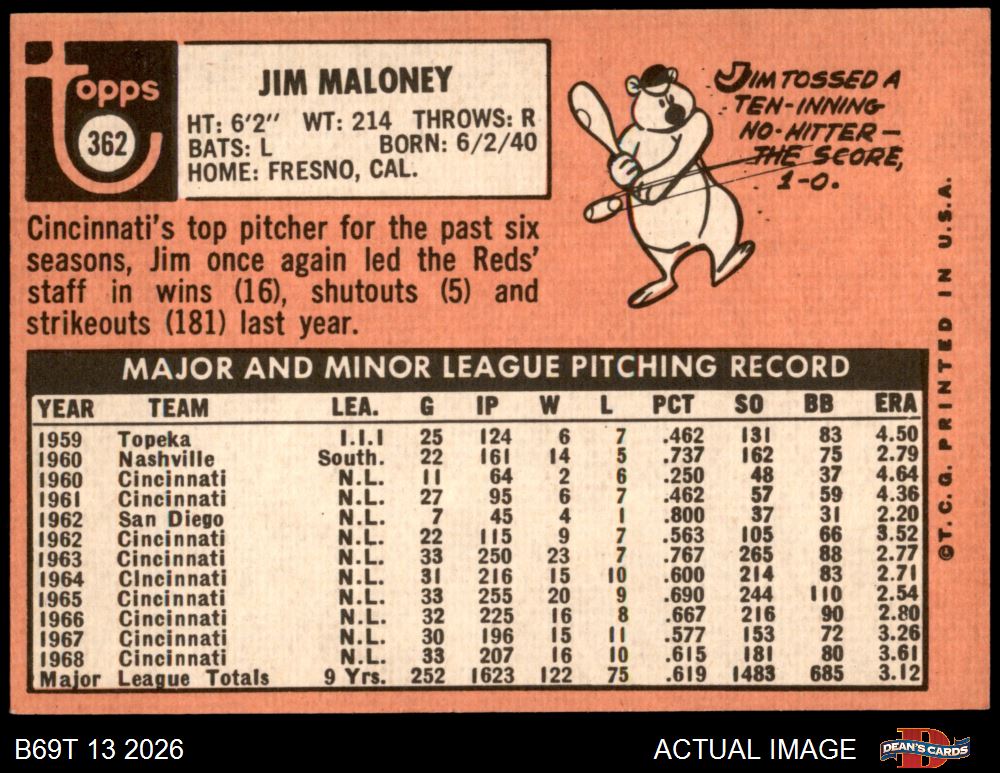 Topps
362
JIM MALONEY
HT: 6'2" WT: 214 THROWS: R
BATS: L BORN: 6/2/40
HOME: FRESNO, CAL.
JIM TOSSED A
TEN-INNING
NO-HITTER—
THE SCORE,
1-0.
Cincinnati's top pitcher for the past six
seasons, Jim once again led the Reds'
staff in wins (16), shutouts (5) and
strikeouts (181) last year.
MAJOR AND MINOR LEAGUE PITCHING RECORD
YEAR TEAM LEA. G IP W L PCT SO BB ERA
1959 Topeka I.I.I 25 124 6 7 .462 131 83 4.50
1960 Nashville South. 22 161 14 5 .737 162 75 2.79
1960 Cincinnati N.L. 11 64 2 6 .250 48 37 4.64
1961 Cincinnati N.L. 27 95 6 7 .462 57 59 4.36
1962 San Diego N.L. 7 45 4 1 .800 37 31 2.20
1962 Cincinnati N.L. 22 115 9 7 .563 105 66 3.52
1963 Cincinnati N.L. 33 250 23 7 .767 265 88 2.77
1964 Cincinnati N.L. 31 216 15 10 .600 214 83 2.71
1965 Cincinnati N.L. 33 255 20 9 .690 244 110 2.54
1966 Cincinnati N.L. 32 225 16 8 .667 216 90 2.80
1967 Cincinnati N.L. 30 196 15 11 .577 153 72 3.26
1968 Cincinnati N.L. 33 207 16 10 .615 181 80 3.61
Major League Totals 9 Yrs. 252 1623 122 75 .619 1483 685 3.12
©T.C.G. PRINTED IN U.S.A.
B69T 13 2026
ACTUAL IMAGE
DEAN'S CARDS